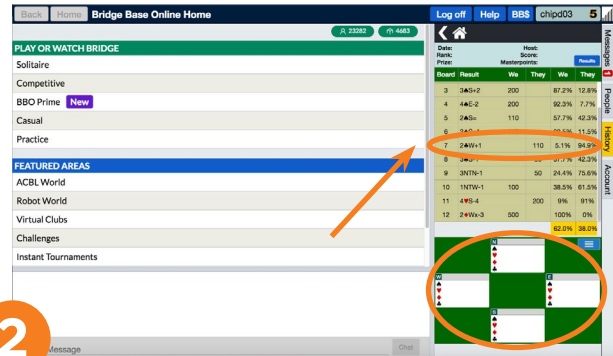 Back Home Bridge Base Online Home Log off Help BB$ chipd03 5
23282 4683
PLAY OR WATCH BRIDGE
Solitaire
Competitive
BBO Prime New
Casual
Practice
FEATURED AREAS
ACBL World
Robot World
Virtual Clubs
Challenges
Instant Tournaments
Message Chat
Date: Host:
Rank: Score:
Prize: Masterpoints: Results
Board Result We They We They
3 3♠S+2 200 87.2% 12.8%
4 4♠E-2 200 92.3% 7.7%
5 2♠S= 110 57.7% 42.3%
6 11.5%
7 2♠W+1 110 5.1% 94.9%
8 42.3%
9 3NTN-1 50 24.4% 75.6%
10 1NTW-1 100 38.5% 61.5%
11 4♥S-4 200 9% 91%
12 2♦Wx-3 500 100% 0%
62.0% 38.0%
N
♠
♥
♦
♣
W
♠
♥
♦
♣
E
♠
♥
♦
♣
S
♠
♥
♦
♣
Messages
People
History
Account
2